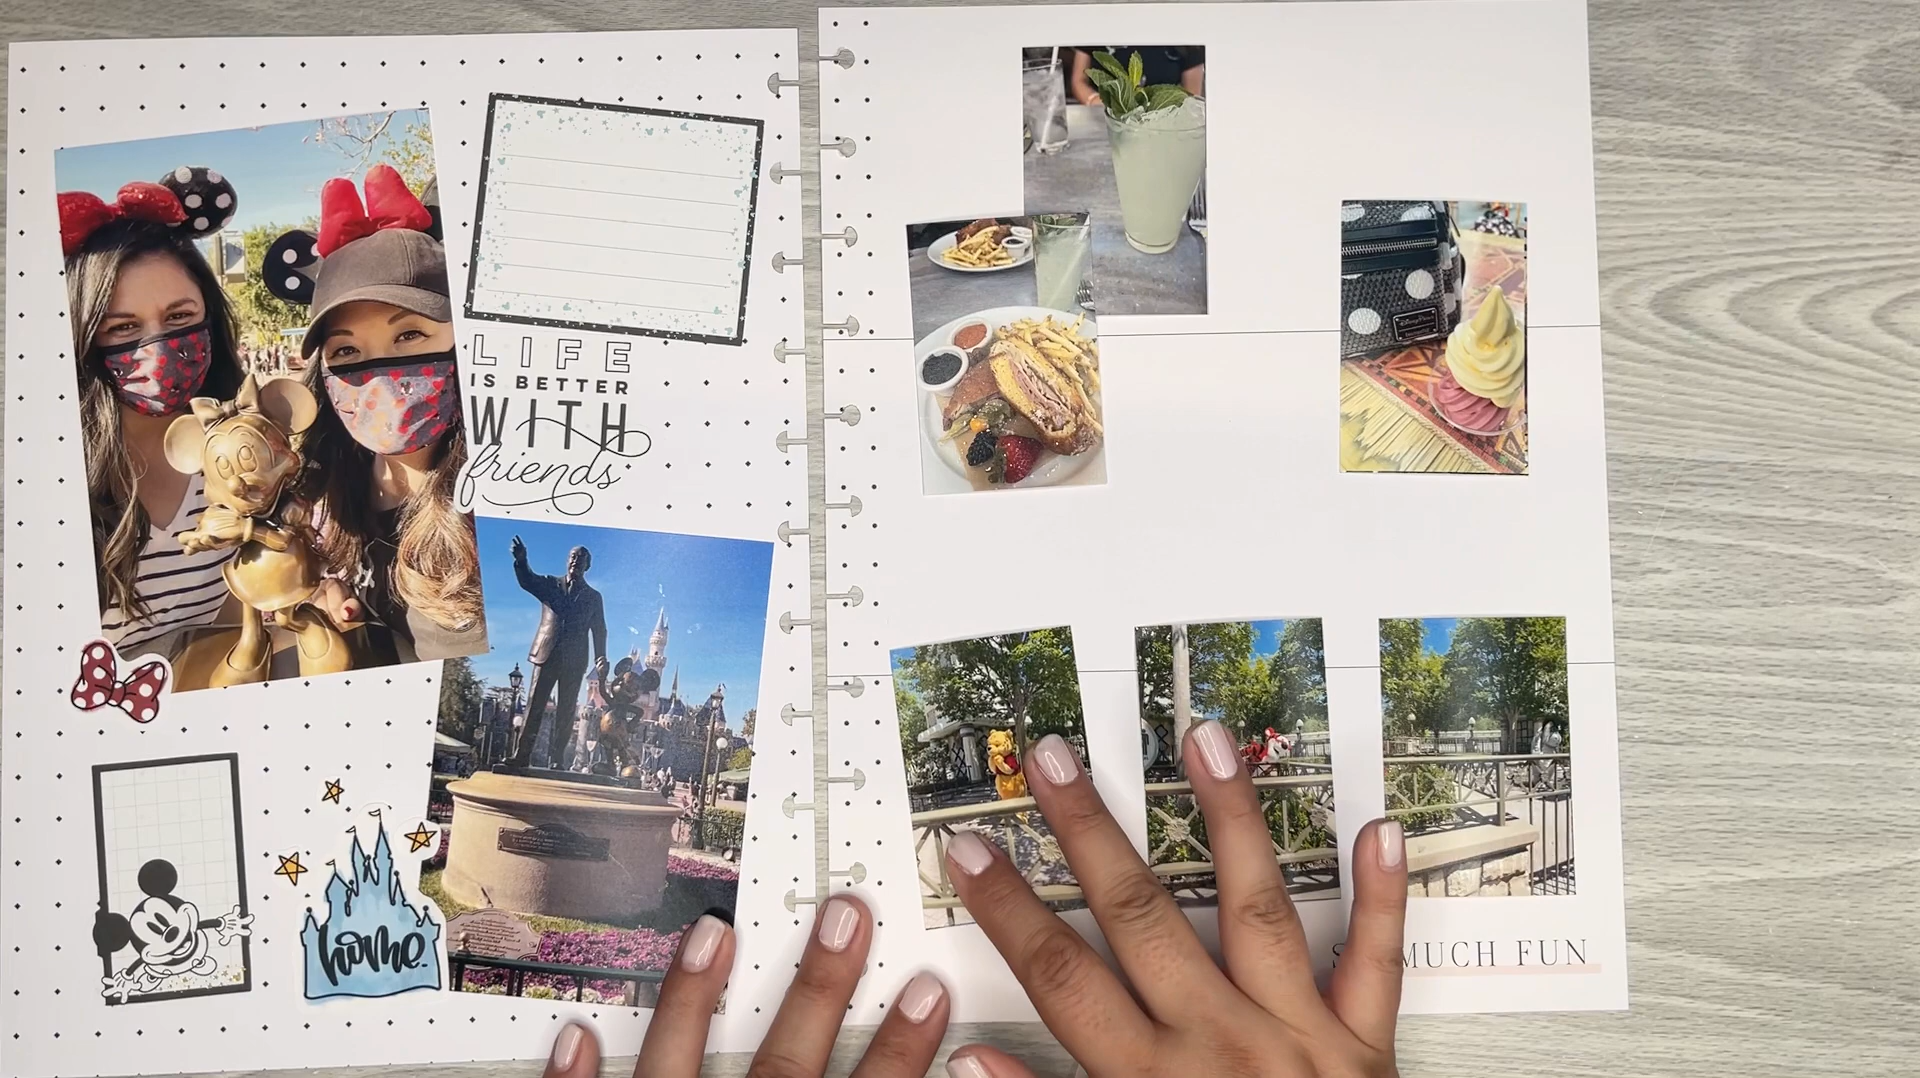 LIFE
IS BETTER
WITH
friends
home.
MUCH FUN